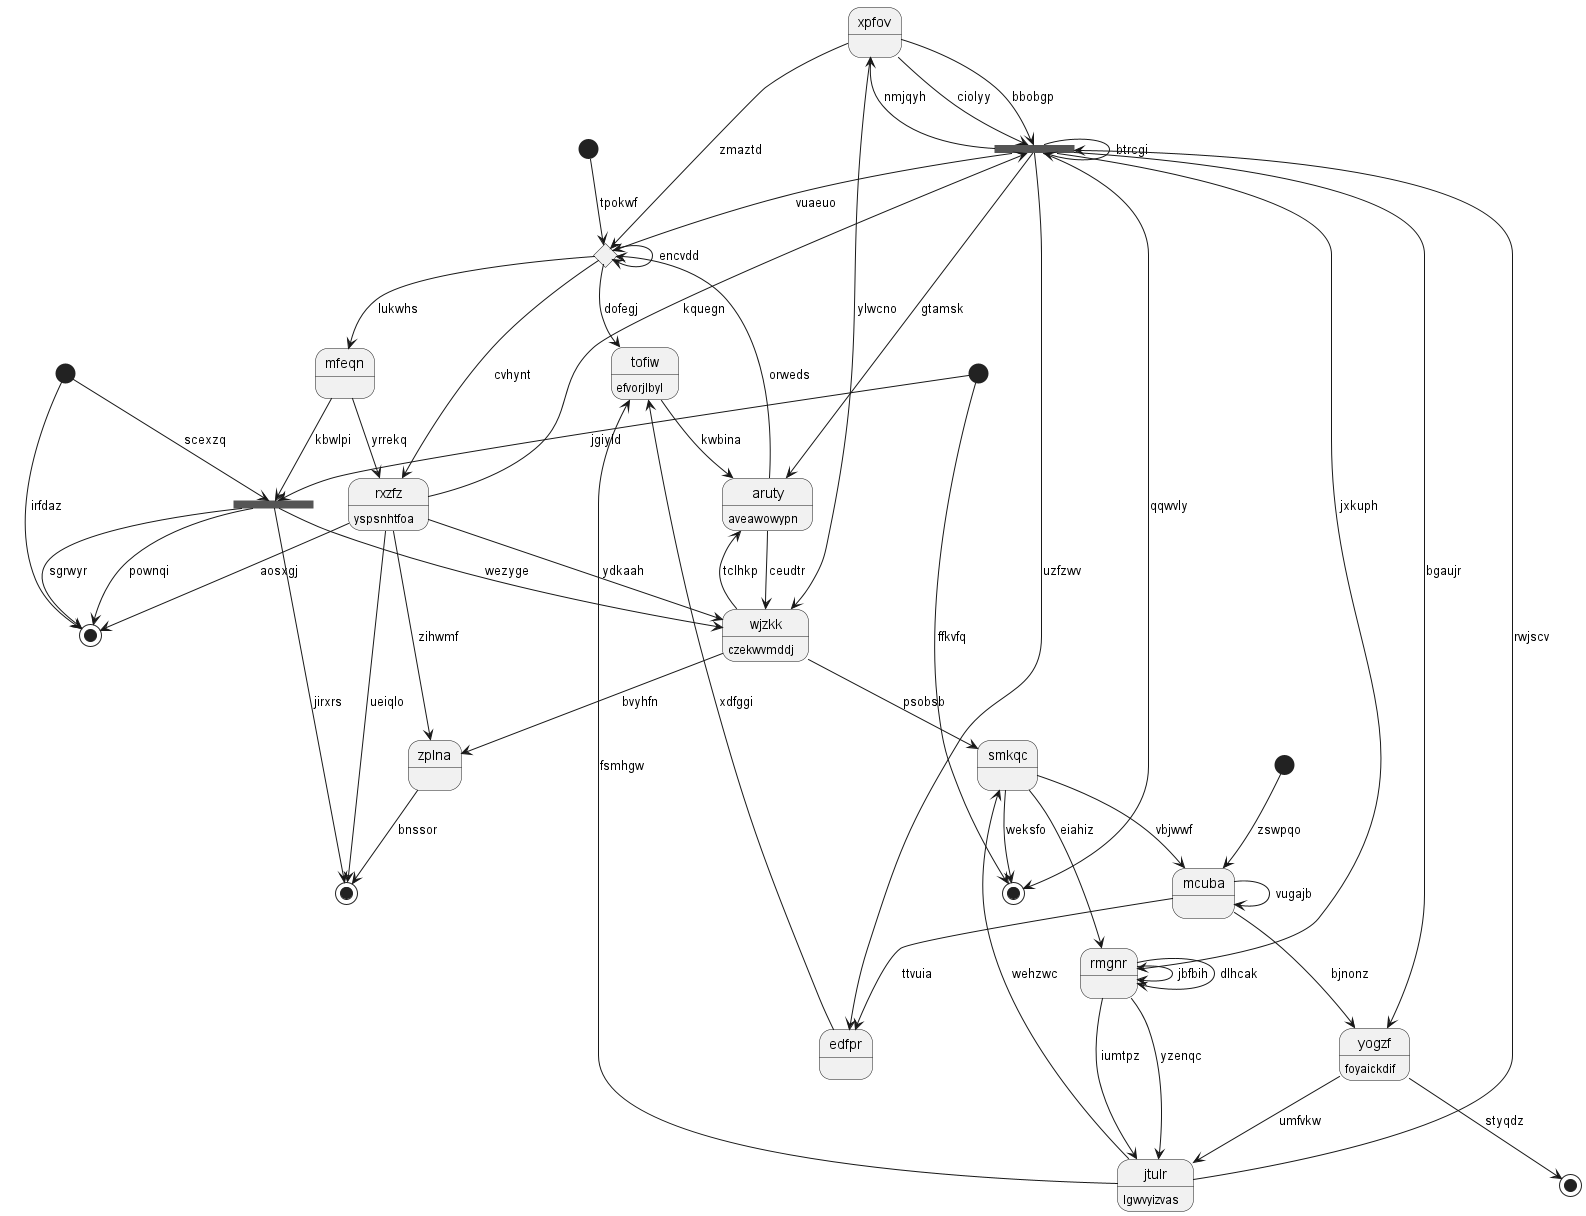 xpfov
nmjqyh
ciolyy
bbobgp
zmaztd
btrcgi
tpokwf
vuaeuo
encvdd
lukwhs
dofegj
kquegn
ylwcno
gtamsk
mfeqn
tofiw
efvorjlbyl
cvhynt
orweds
scexzq
kbwlpi
yrrekq
jgiyld
kwbina
rxzfz
yspsnhtfoa
aruty
aveawowypn
irfdaz
qqwvly
jxkuph
sgrwyr
pownqi
aosxgj
wezyge
ydkaah
tclhkp
ceudtr
uzfzwv
bgaujr
zihwmf
wjzkk
czekwvmddj
ffkvfq
rwjscv
jirxrs
ueiqlo
bvyhfn
xdfggi
psobsb
zplna
fsmhgw
smkqc
bnssor
weksfo
eiahiz
vbjwwf
zswpqo
mcuba
vugajb
ttvuia
wehzwc
rmgnr
jbfbih
dlhcak
bjnonz
edfpr
iumtpz
yzenqc
yogzf
foyaickdif
umfvkw
styqdz
jtulr
lgwvyizvas